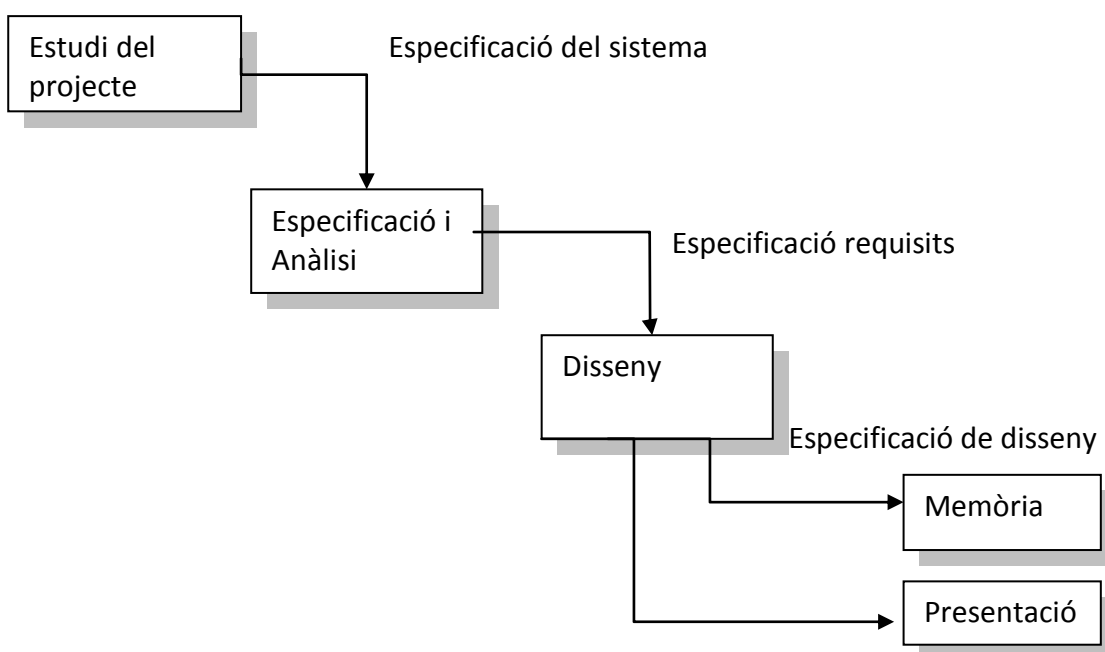 Estudi del
projecte
Especificació del sistema
Especificació i
Anàlisi
Especificació requisits
Disseny
Especificació de disseny
Memòria
Presentació